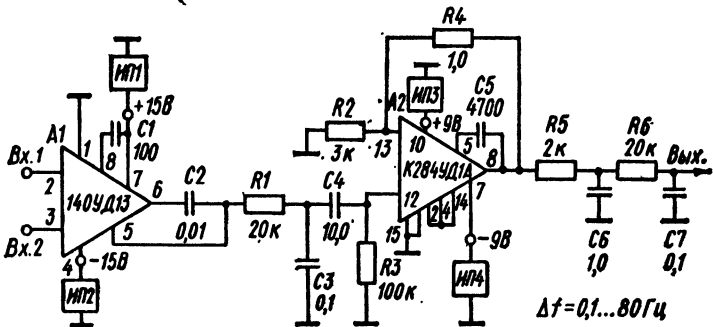 R4
1,0
ИП1
+15В
C1
100
A1
1
8
7
Вх.1
2
140УД13
6
3
5
Вх.2
4
-15В
ИП2
C2
0,01
R1
20к
C3
0,1
C4
10,0
R3
100к
R2
3к
13
A2
ИП3
+9В
10
C5
4700
5
8
К284УД1А
7
12
15
2
4
14
-9В
ИП4
R5
2к
R6
20к
Вых.
C6
1,0
C7
0,1
Δf=0,1...80Гц